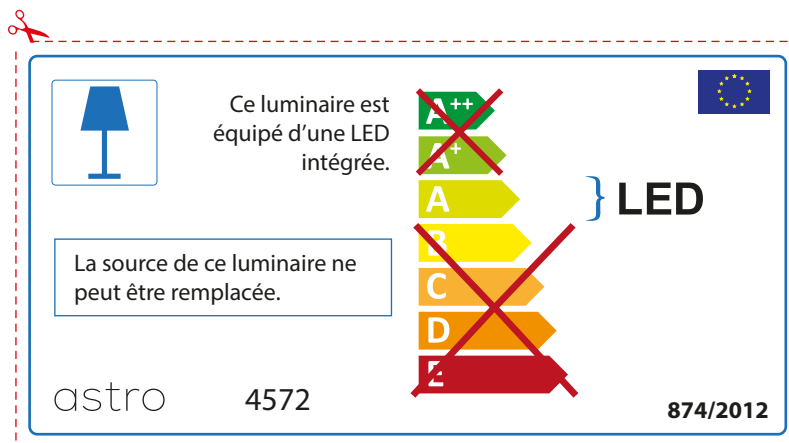 Ce luminaire est
équipé d’une LED
intégrée.
La source de ce luminaire ne
peut être remplacée.
A++
A+
A
B
C
D
E
LED
astro
4572
874/2012